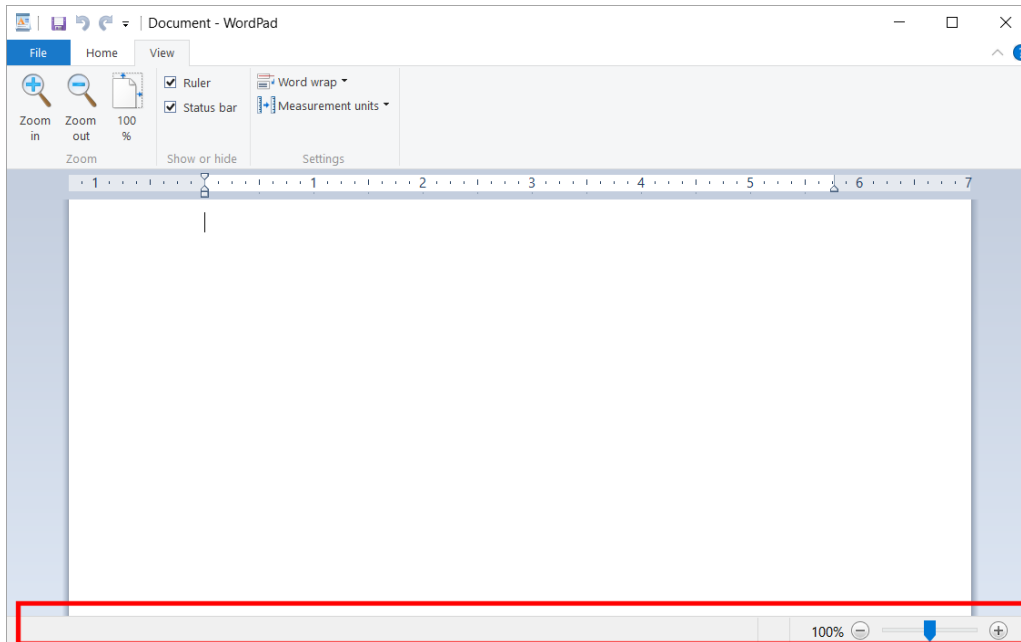 Document - WordPad
File Home View
Zoom in
Zoom out
100 %
Ruler
Status bar
Word wrap
Measurement units
Zoom Show or hide Settings
1 1 2 3 4 5 6 7
100%